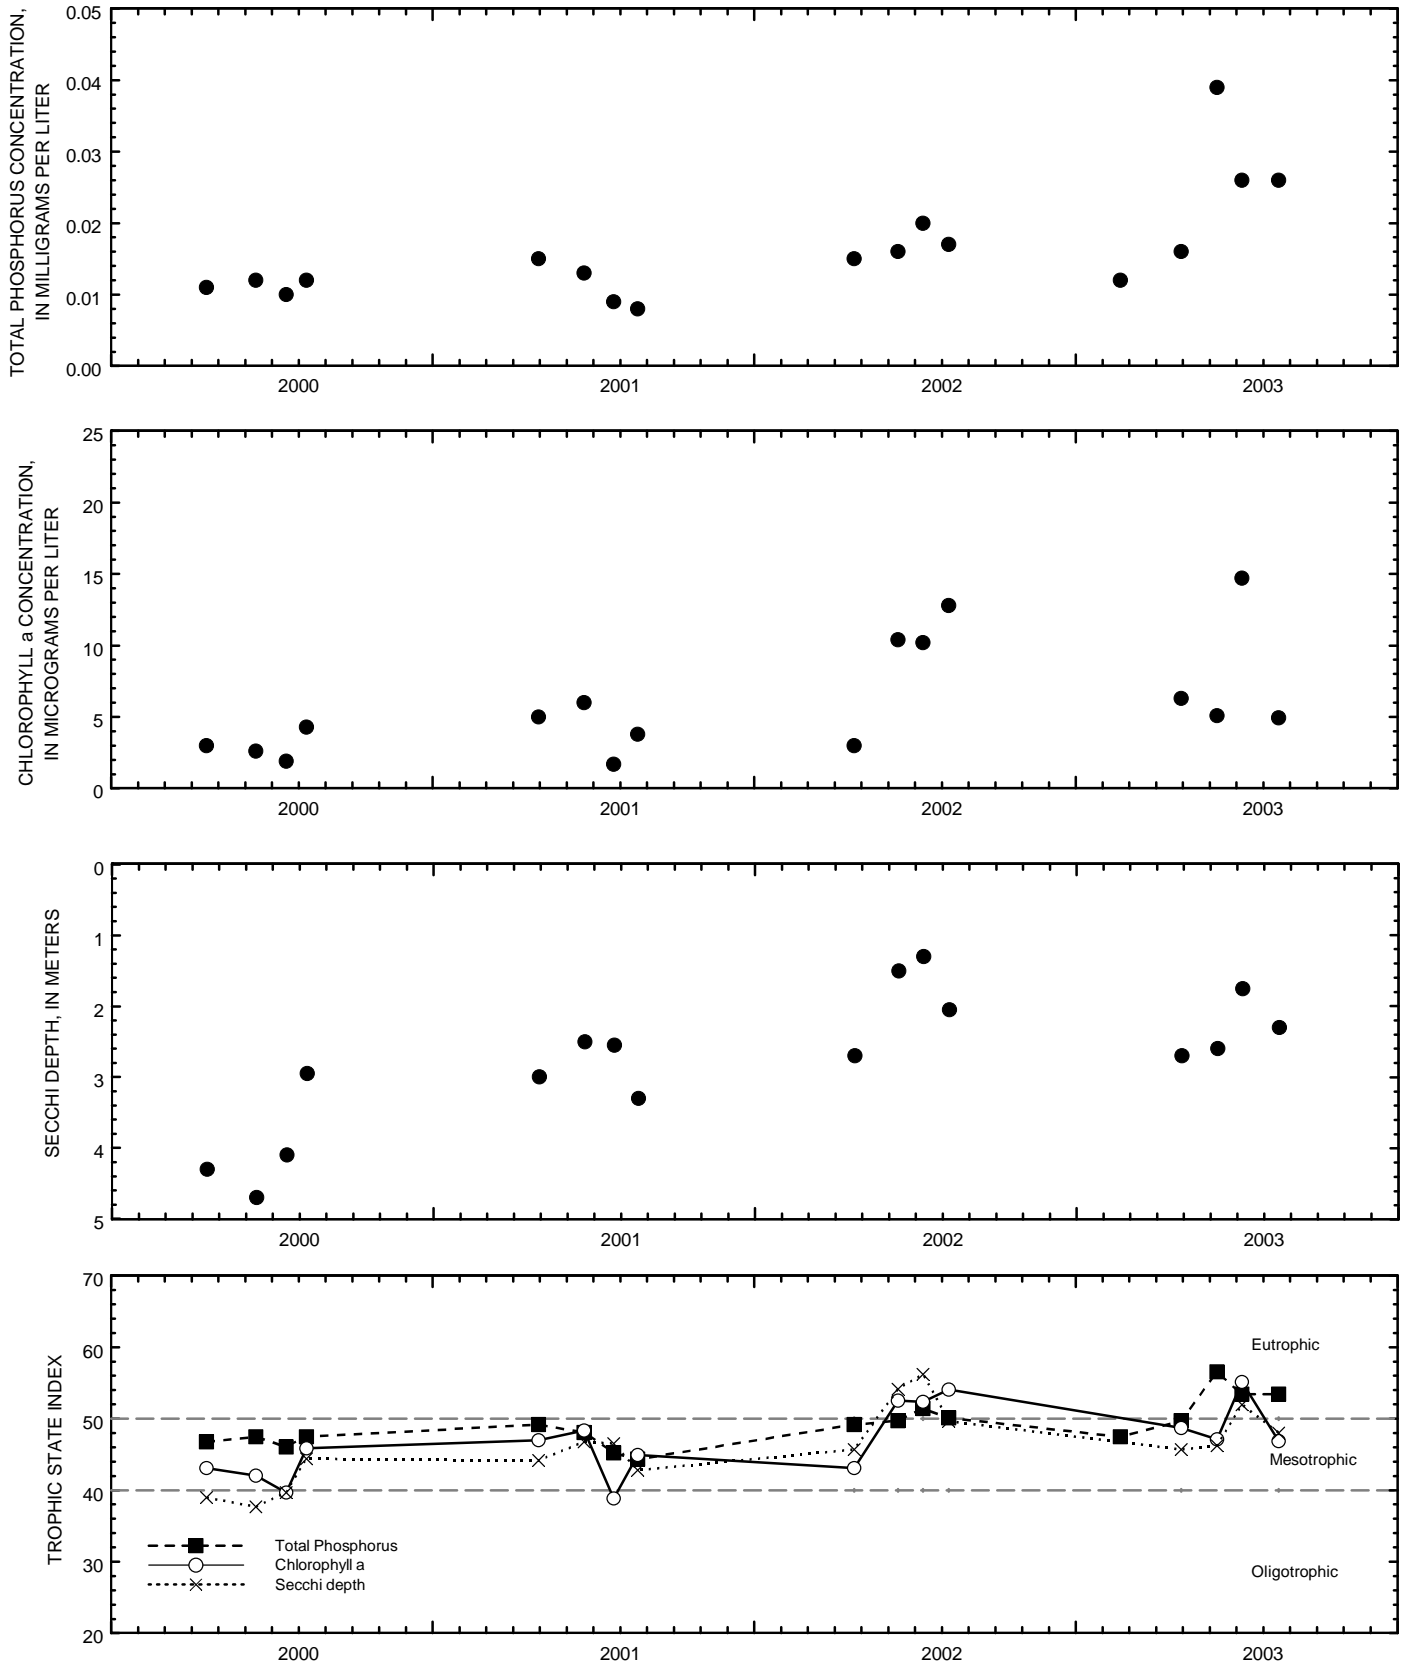 TOTAL PHOSPHORUS CONCENTRATION,
IN MILLIGRAMS PER LITER
0.05
0.04
0.03
0.02
0.01
0.00
2000 2001 2002 2003
CHLOROPHYLL a CONCENTRATION,
IN MICROGRAMS PER LITER
25
20
15
10
5
0
2000 2001 2002 2003
SECCHI DEPTH, IN METERS
0
1
2
3
4
5
2000 2001 2002 2003
TROPHIC STATE INDEX
70
60
50
40
30
20
Eutrophic
Mesotrophic
Oligotrophic
Total Phosphorus
Chlorophyll a
Secchi depth
2000 2001 2002 2003